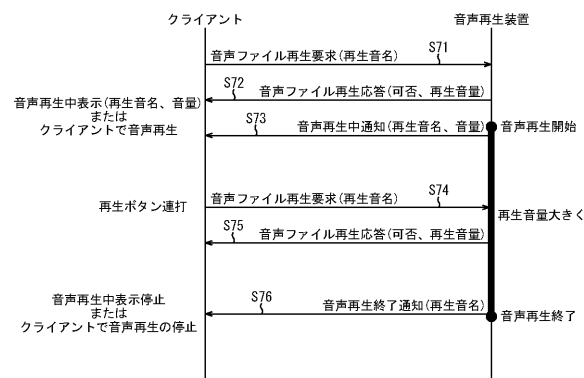 クライアント
音声再生装置
音声ファイル再生要求(再生音名)
S71
S72
音声ファイル再生応答(可否、再生音量)
音声再生中表示(再生音名、音量)
または
クライアントで音声再生
S73
音声再生中通知(再生音名、音量)
音声再生開始
再生ボタン連打
音声ファイル再生要求(再生音名)
S74
再生音量大きく
S75
音声ファイル再生応答(可否、再生音量)
音声再生中表示停止
または
クライアントで音声再生の停止
S76
音声再生終了通知(再生音名)
音声再生終了